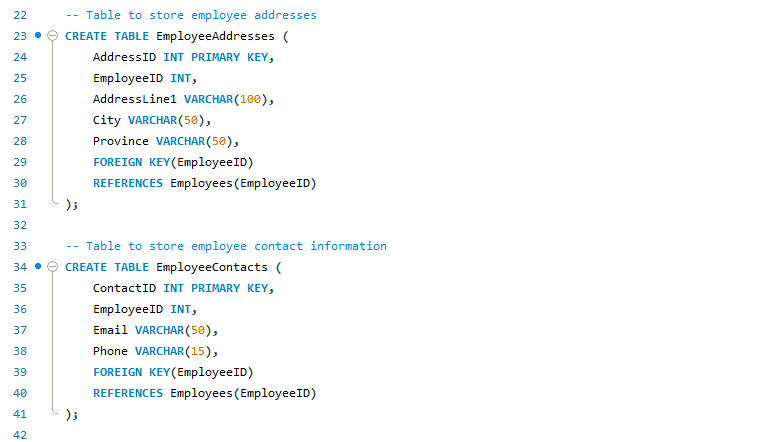 22 -- Table to store employee addresses
23 CREATE TABLE EmployeeAddresses (
24 AddressID INT PRIMARY KEY,
25 EmployeeID INT,
26 AddressLine1 VARCHAR(100),
27 City VARCHAR(50),
28 Province VARCHAR(50),
29 FOREIGN KEY(EmployeeID)
30 REFERENCES Employees(EmployeeID)
31 );
32
33 -- Table to store employee contact information
34 CREATE TABLE EmployeeContacts (
35 ContactID INT PRIMARY KEY,
36 EmployeeID INT,
37 Email VARCHAR(50),
38 Phone VARCHAR(15),
39 FOREIGN KEY(EmployeeID)
40 REFERENCES Employees(EmployeeID)
41 );
42